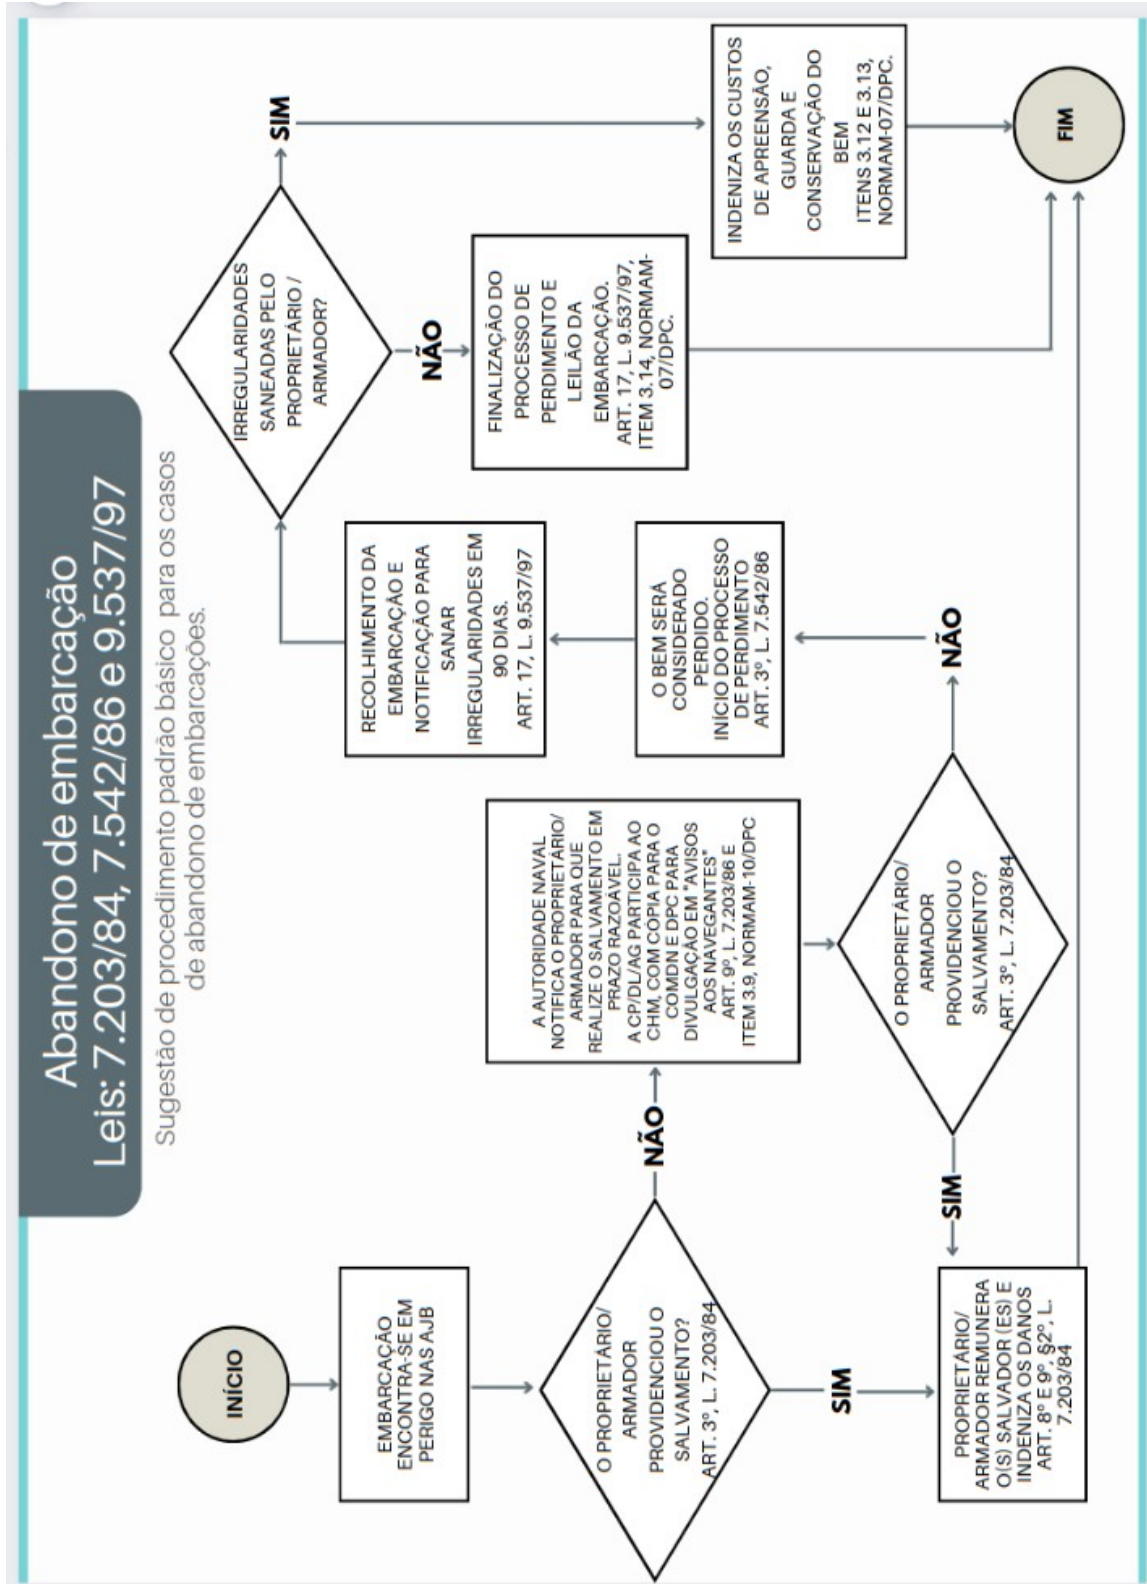 Abandono de embarcação
Leis: 7.203/84, 7.542/86 e 9.537/97
Sugestão de procedimento padrão básico para os casos
de abandono de embarcações.
INÍCIO
EMBARCAÇÃO
ENCONTRA-SE EM
PERIGO NAS AJB
O PROPRIETÁRIO/
ARMADOR
PROVIDENCIOU O
SALVAMENTO?
ART. 3º, L. 7.203/84
SIM
PROPRIETÁRIO/
ARMADOR REMUNERA
O(S) SALVADOR (ES) E
INDENIZA OS DANOS
ART. 8º E 9º, §2º, L.
7.203/84
NÃO
A AUTORIDADE NAVAL
NOTIFICA O PROPRIETÁRIO/
ARMADOR PARA QUE
REALIZE O SALVAMENTO EM
PRAZO RAZOÁVEL.
A CP/DL/AG PARTICIPA AO
CHM, COM CÓPIA PARA O
COMDN E DPC PARA
DIVULGAÇÃO EM "AVISOS
AOS NAVEGANTES"
ART. 9º, L. 7.203/86 E
ITEM 3.9, NORMAM-10/DPC
O PROPRIETÁRIO/
ARMADOR
PROVIDENCIOU O
SALVAMENTO?
ART. 3º, L. 7.203/84
SIM
NÃO
O BEM SERÁ
CONSIDERADO
PERDIDO.
INÍCIO DO PROCESSO
DE PERDIMENTO
ART. 3º, L. 7.542/86
RECOLHIMENTO DA
EMBARCAÇÃO E
NOTIFICAÇÃO PARA
SANAR
IRREGULARIDADES EM
90 DIAS.
ART. 17, L. 9.537/97
IRREGULARIDADES
SANEADAS PELO
PROPRIETÁRIO /
ARMADOR?
NÃO
FINALIZAÇÃO DO
PROCESSO DE
PERDIMENTO E
LEILÃO DA
EMBARCAÇÃO.
ART. 17, L. 9.537/97,
ITEM 3.14, NORMAM-
07/DPC.
SIM
INDENIZA OS CUSTOS
DE APREENSÃO,
GUARDA E
CONSERVAÇÃO DO
BEM
ITENS 3.12 E 3.13,
NORMAM-07/DPC.
FIM